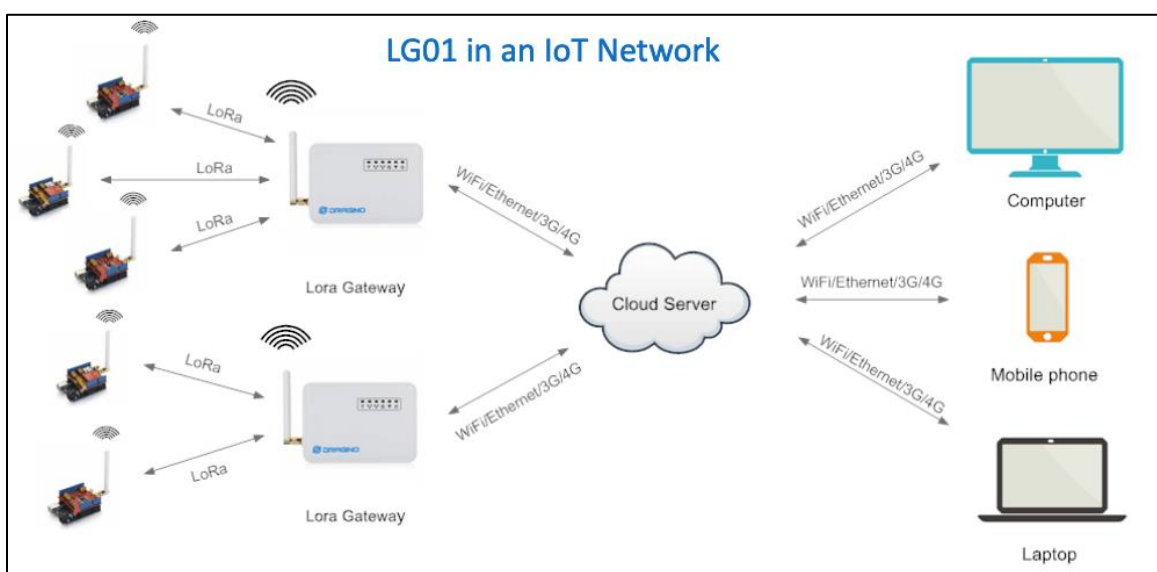 LG01 in an IoT Network
LoRa
LoRa
LoRa
DRAGINO
Lora Gateway
WiFi/Ethernet/3G/4G
LoRa
LoRa
DRAGINO
Lora Gateway
WiFi/Ethernet/3G/4G
Cloud Server
WiFi/Ethernet/3G/4G
Computer
WiFi/Ethernet/3G/4G
Mobile phone
WiFi/Ethernet/3G/4G
Laptop